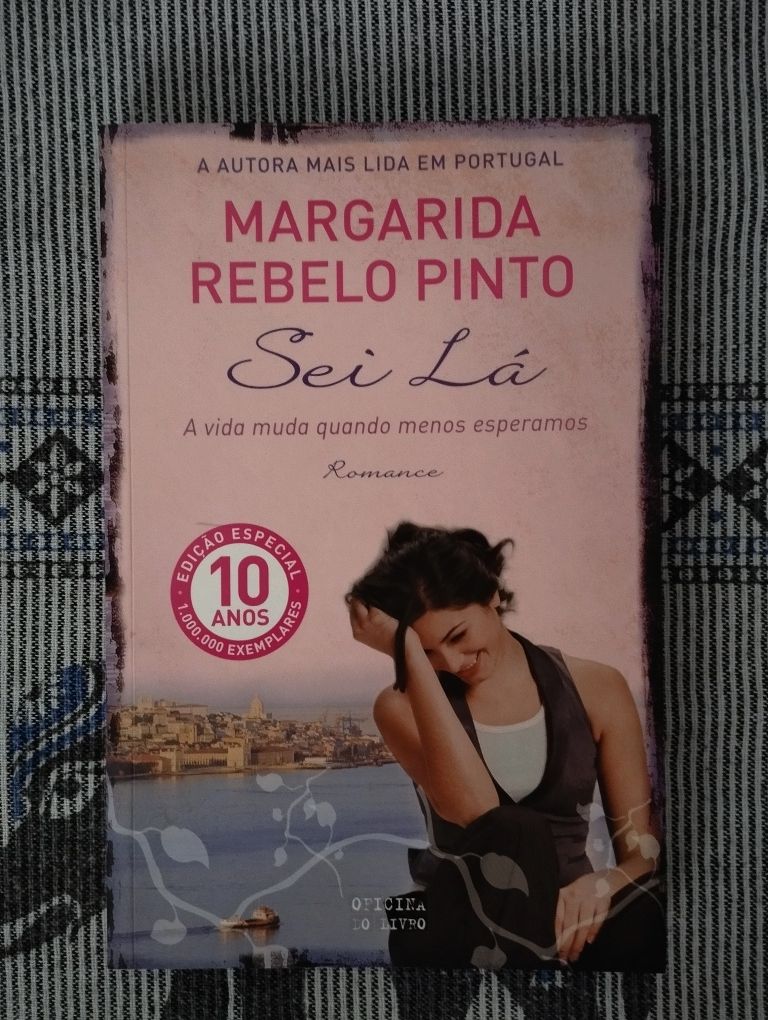 A AUTORA MAIS LIDA EM PORTUGAL
MARGARIDA
REBELO PINTO
Sei Lá
A vida muda quando menos esperamos
Romance
EDIÇÃO ESPECIAL
10
ANOS
1.000.000 EXEMPLARES
OFICINA
DO LIVRO